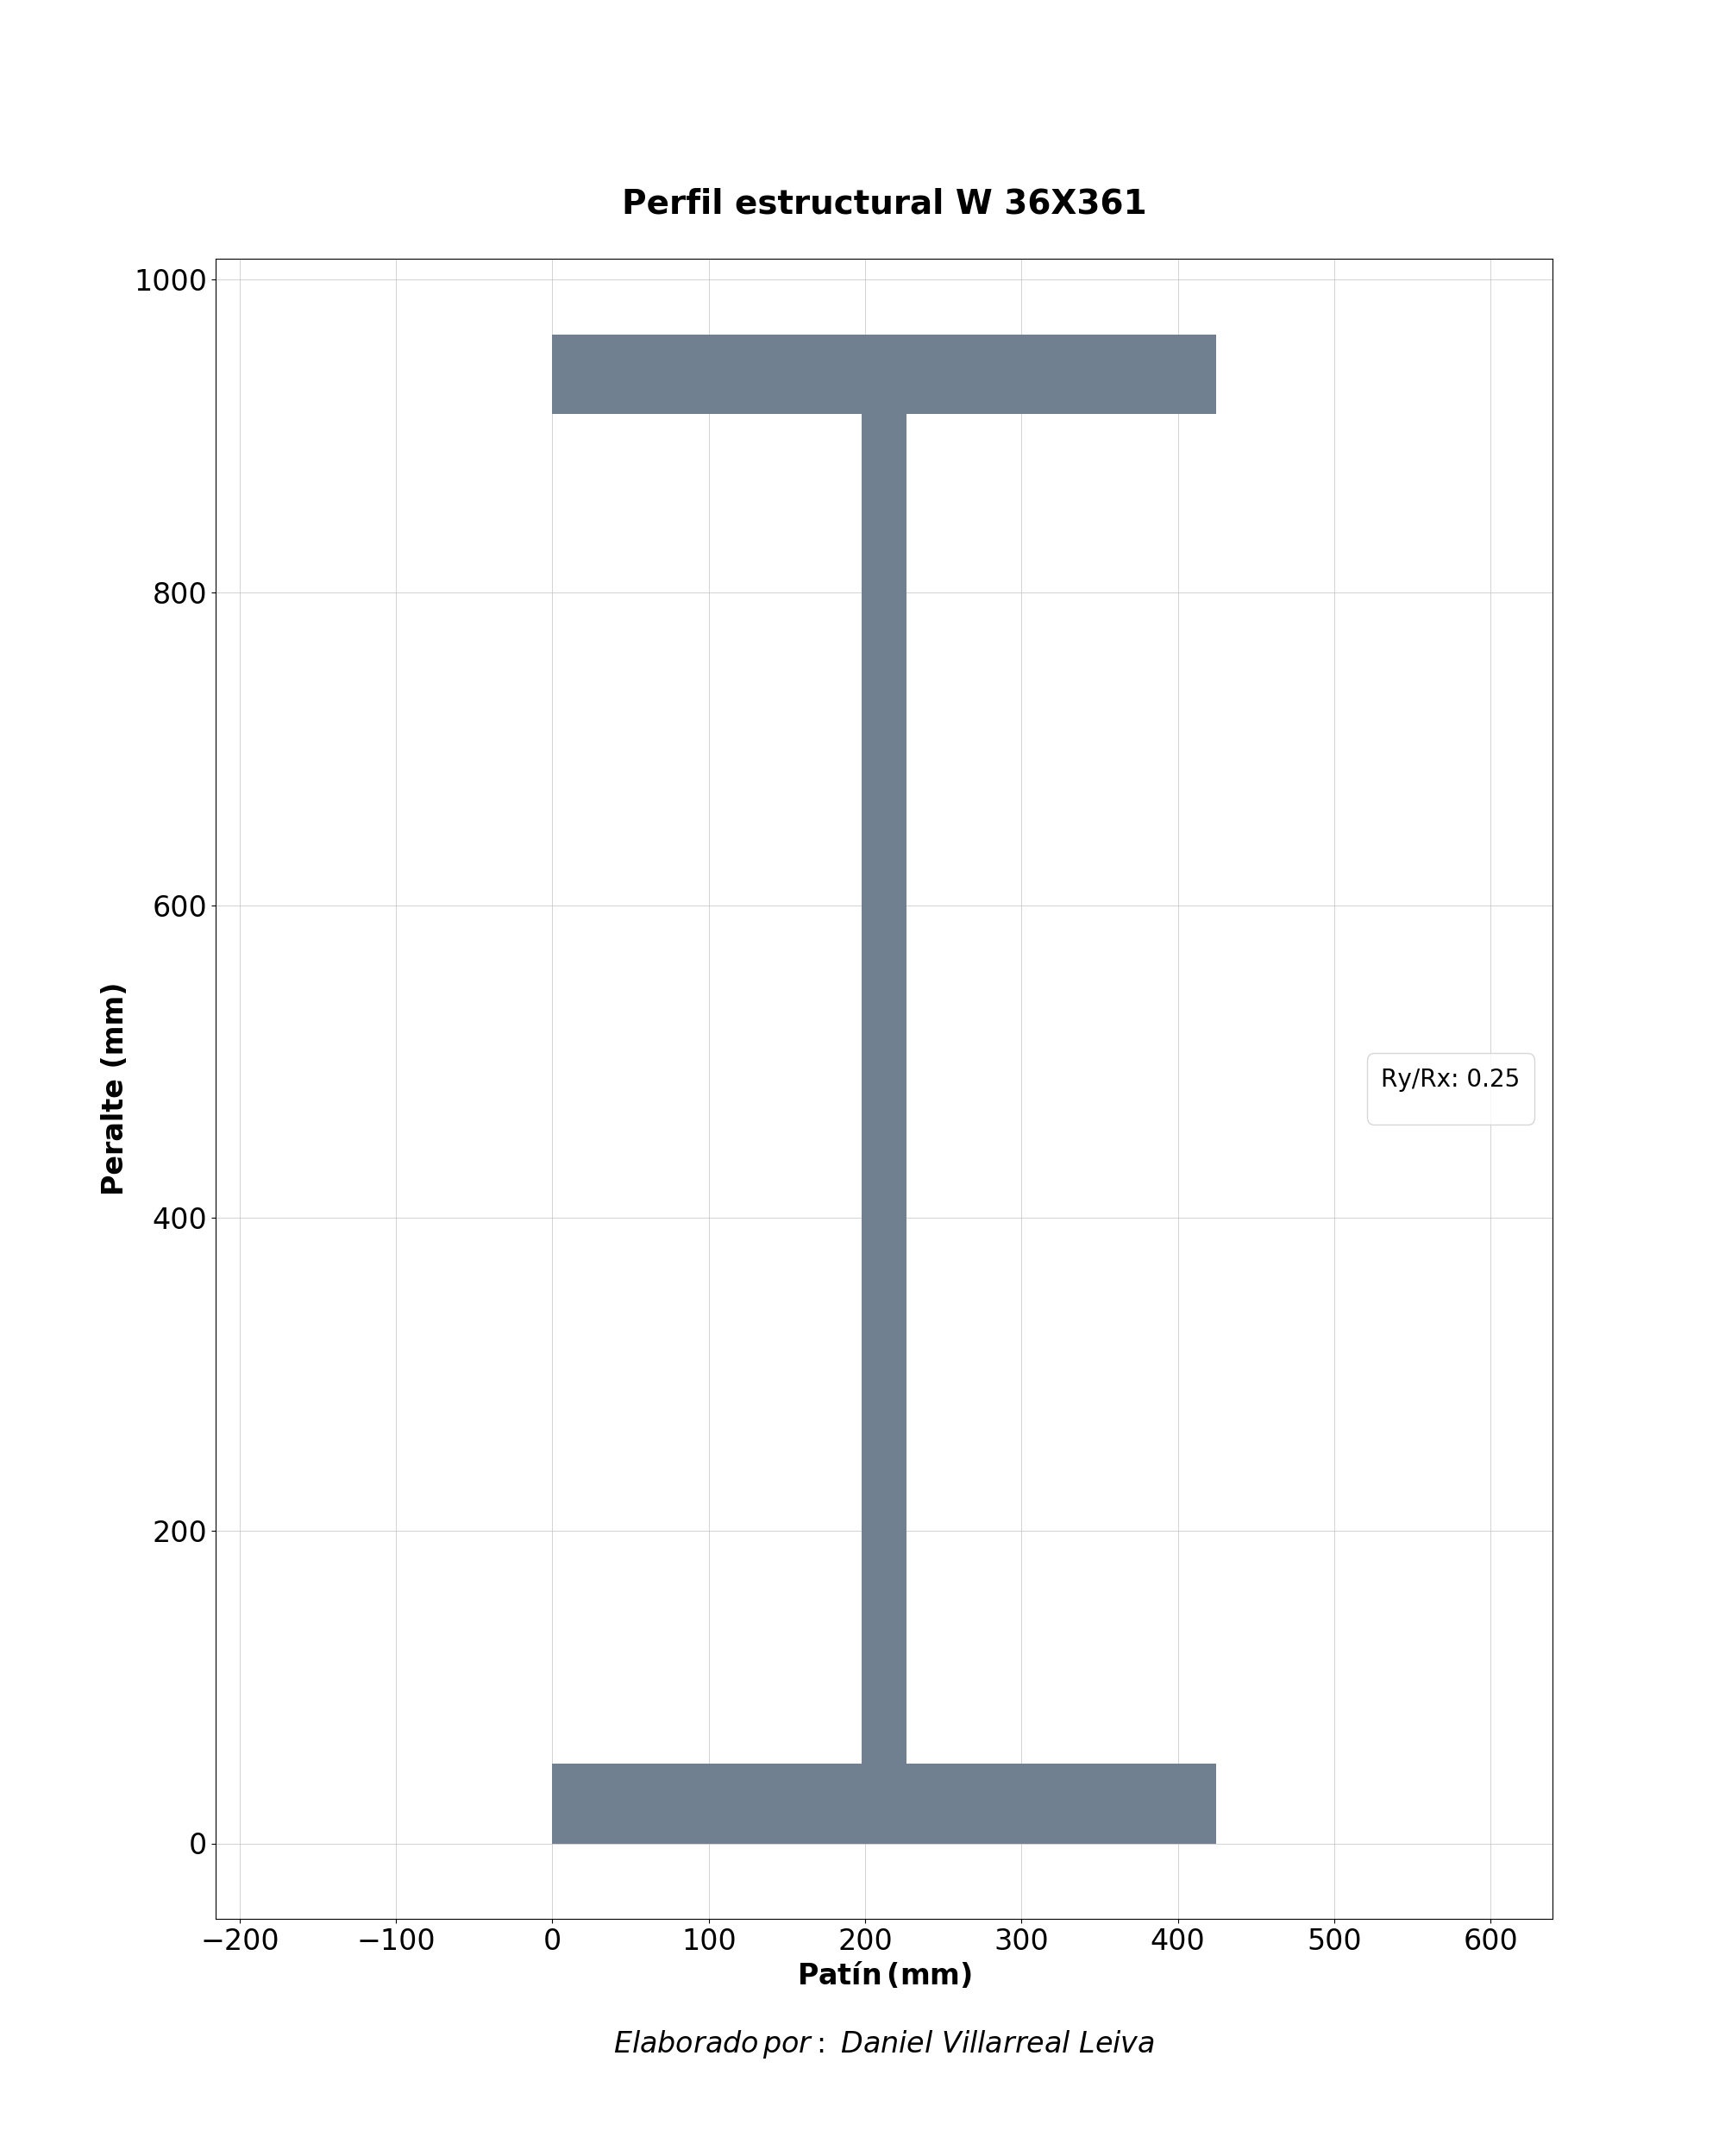 Perfil estructural W 36X361
1000
800
600
400
200
0
Peralte (mm)
Ry/Rx: 0.25
−200 −100 0 100 200 300 400 500 600
Patín (mm)
Elaborado por: Daniel Villarreal Leiva